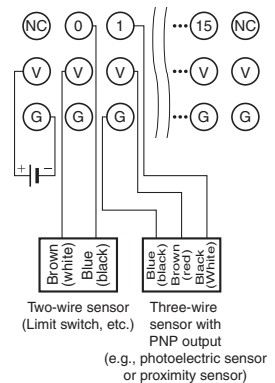 NC 0 1 ••• 15 NC
V V V ••• V V
G G G ••• G G
+ −
Brown
(white)
Blue
(black)
Blue
(black)
Brown
(red)
Black
(White)
Two-wire sensor
(Limit switch, etc.)
Three-wire
sensor with
PNP output
(e.g., photoelectric sensor
or proximity sensor)